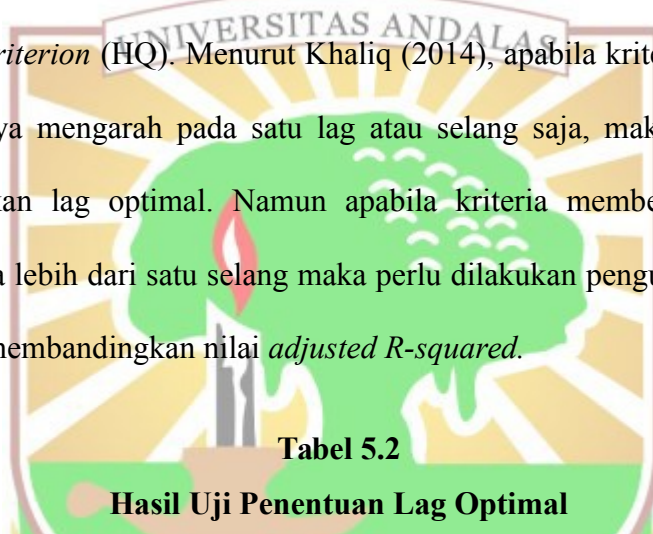 UNIVERSITAS ANDALAS
riterion (HQ). Menurut Khaliq (2014), apabila krite
ya mengarah pada satu lag atau selang saja, mak
kan lag optimal. Namun apabila kriteria membe
a lebih dari satu selang maka perlu dilakukan pengu
membandingkan nilai adjusted R-squared.
Tabel 5.2
Hasil Uji Penentuan Lag Optimal